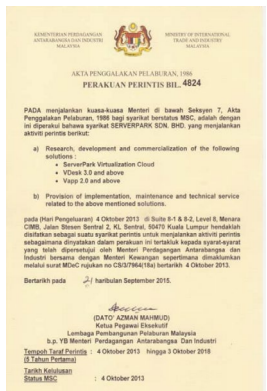 KEMENTERIAN PERDAGANGAN
ANTARABANGSA DAN INDUSTRI
MALAYSIA
MINISTRY OF INTERNATIONAL
TRADE AND INDUSTRY
MALAYSIA
AKTA PENGGALAKAN PELABURAN, 1986
PERAKUAN PERINTIS BIL. 4824
PADA menjalankan kuasa-kuasa Menteri di bawah Seksyen 7, Akta
Penggalakan Pelaburan, 1986 bagi syarikat berstatus MSC, adalah dengan
ini diperakui bahawa syarikat SERVERPARK SDN. BHD. yang menjalankan
aktiviti perintis berikut:
a) Research, development and commercialization of the following
solutions :
• ServerPark Virtualization Cloud
• VDesk 3.0 and above
• Vapp 2.0 and above
b) Provision of implementation, maintenance and technical service
related to the above mentioned solutions.
pada (Hari Pengeluaran) 4 Oktober 2013 di Suite 8-1 & 8-2, Level 8, Menara
CIMB, Jalan Stesen Sentral 2, KL Sentral, 50470 Kuala Lumpur hendaklah
disifatkan sebagai suatu syarikat perintis untuk menjalankan aktiviti perintis
sebagaimana dinyatakan dalam perakuan ini tertakluk kepada syarat-syarat
yang telah dipersetujui oleh Menteri Perdagangan Antarabangsa dan
Industri bersama dengan Menteri Kewangan sepertimana dimaklumkan
melalui surat MDeC rujukan no CS/3/7964(18a) bertarikh 4 Oktober 2013.
Bertarikh pada 21 haribulan September 2015.
(DATO' AZMAN MAHMUD)
Ketua Pegawai Eksekutif
Lembaga Pembangunan Pelaburan Malaysia
b.p. YB Menteri Perdagangan Antarabangsa Dan Industri
Tempoh Taraf Perintis : 4 Oktober 2013 hingga 3 Oktober 2018
(5 Tahun Pertama)
Tarikh Kelulusan
Status MSC : 4 Oktober 2013